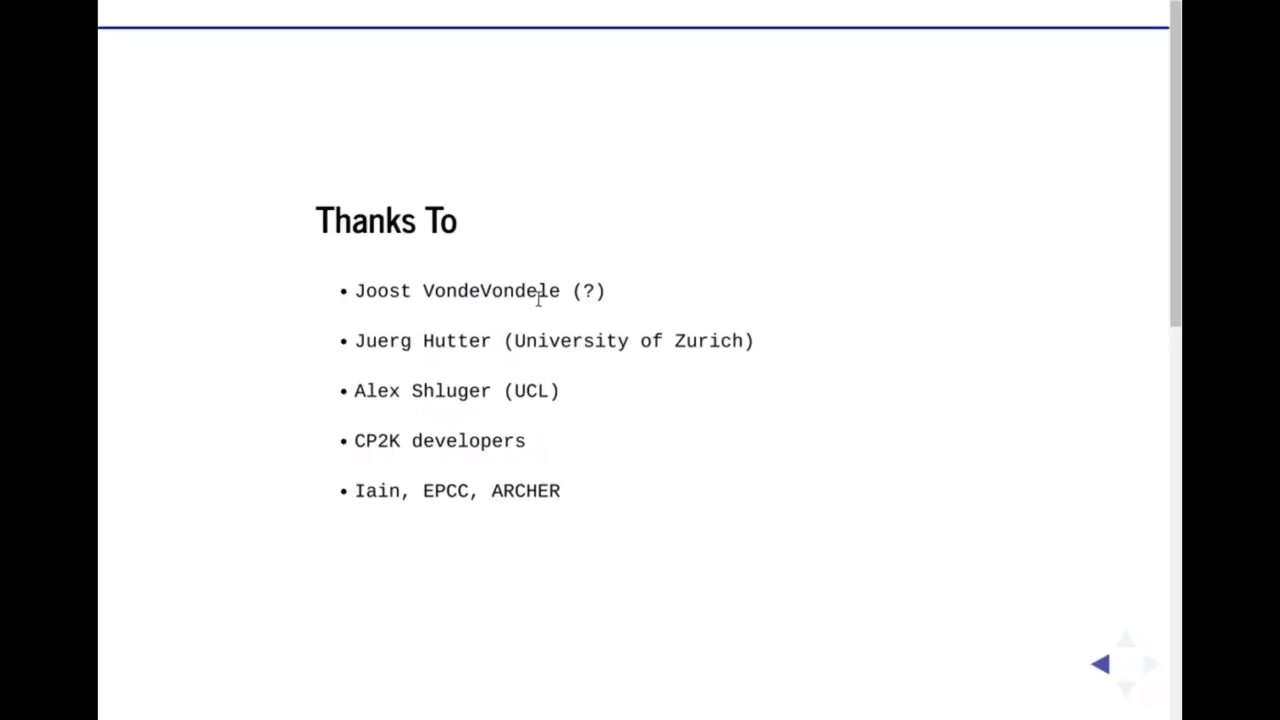 Thanks To
• Joost VondeVondele (?)
• Juerg Hutter (University of Zurich)
• Alex Shluger (UCL)
• CP2K developers
• Iain, EPCC, ARCHER